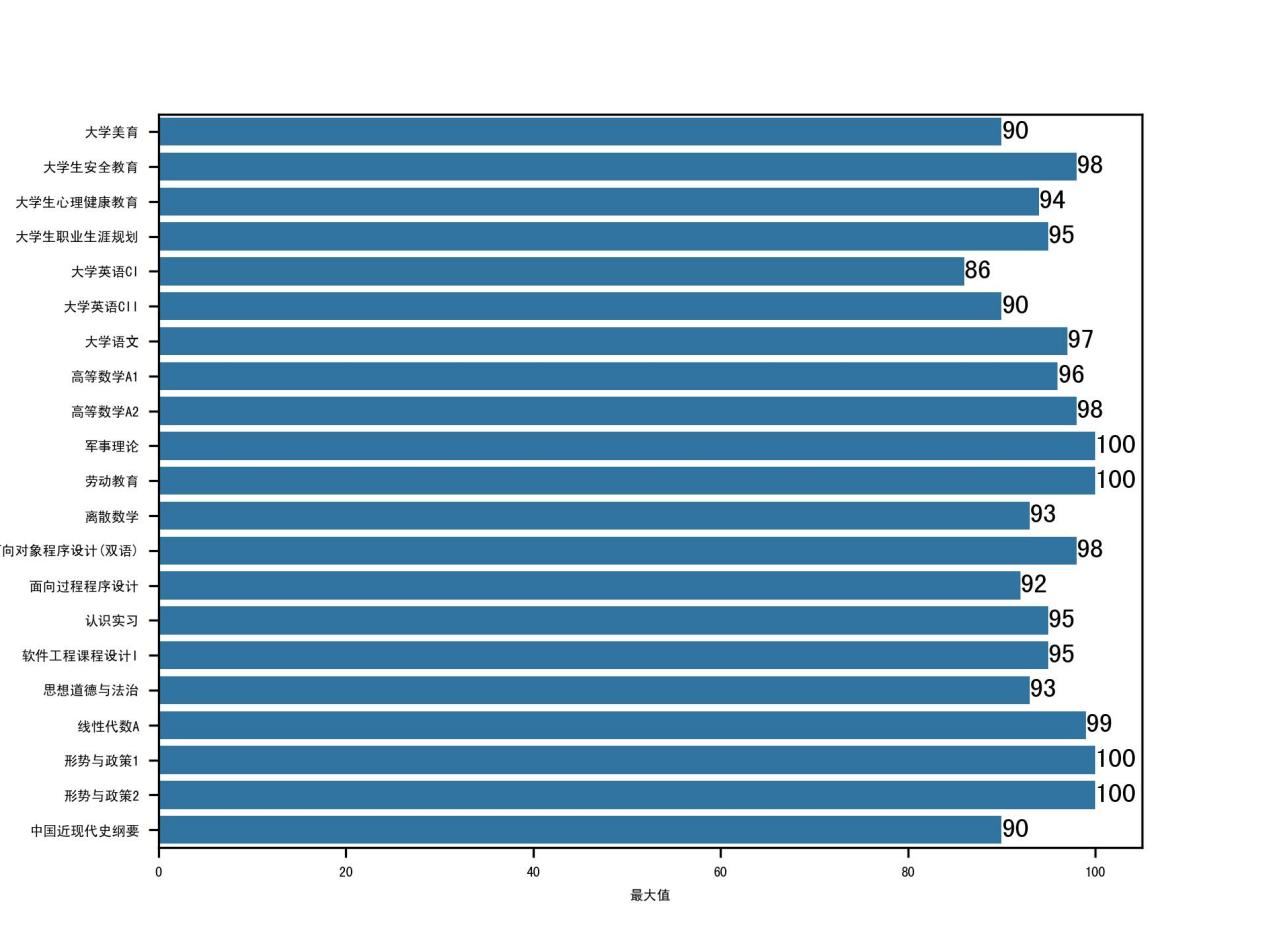 大学美育 90
大学生安全教育 98
大学生心理健康教育 94
大学生职业生涯规划 95
大学英语CI 86
大学英语CII 90
大学语文 97
高等数学A1 96
高等数学A2 98
军事理论 100
劳动教育 100
离散数学 93
向对象程序设计(双语) 98
面向过程程序设计 92
认识实习 95
软件工程课程设计I 95
思想道德与法治 93
线性代数A 99
形势与政策1 100
形势与政策2 100
中国近现代史纲要 90
0 20 40 60 80 100
最大值